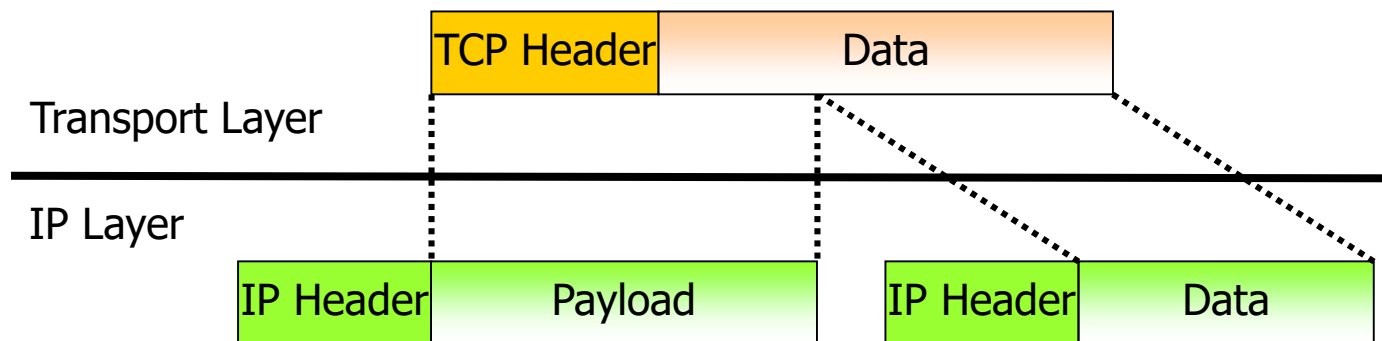 TCP Header Data
Transport Layer
IP Layer
IP Header Payload IP Header Data